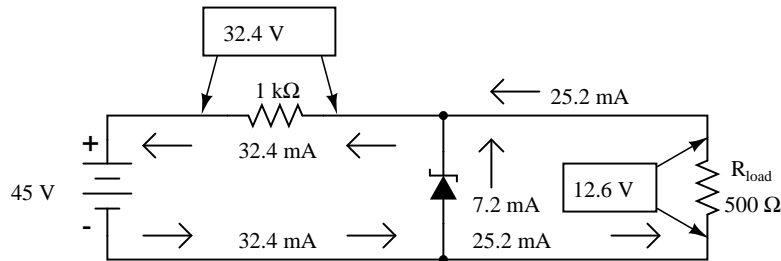 32.4 V
1 kΩ
25.2 mA
+
32.4 mA
45 V
12.6 V
R_load
7.2 mA
500 Ω
-
32.4 mA
25.2 mA